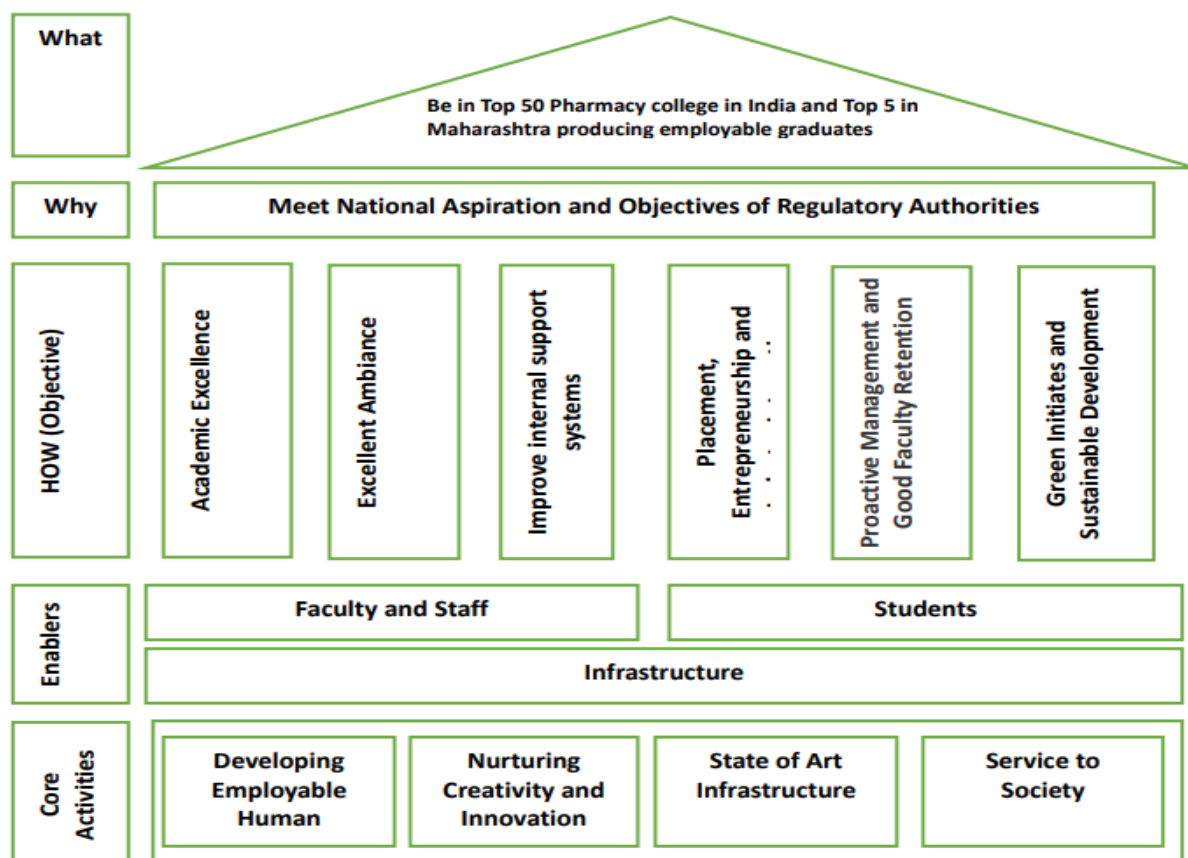 What
Be in Top 50 Pharmacy college in India and Top 5 in
Maharashtra producing employable graduates
Why
Meet National Aspiration and Objectives of Regulatory Authorities
HOW (Objective)
Academic Excellence
Excellent Ambiance
Improve internal support
systems
Placement,
Entrepreneurship and
Proactive Management and
Good Faculty Retention
Green Initiates and
Sustainable Development
Enablers
Faculty and Staff
Students
Infrastructure
Core
Activities
Developing
Employable
Human
Nurturing
Creativity and
Innovation
State of Art
Infrastructure
Service to
Society